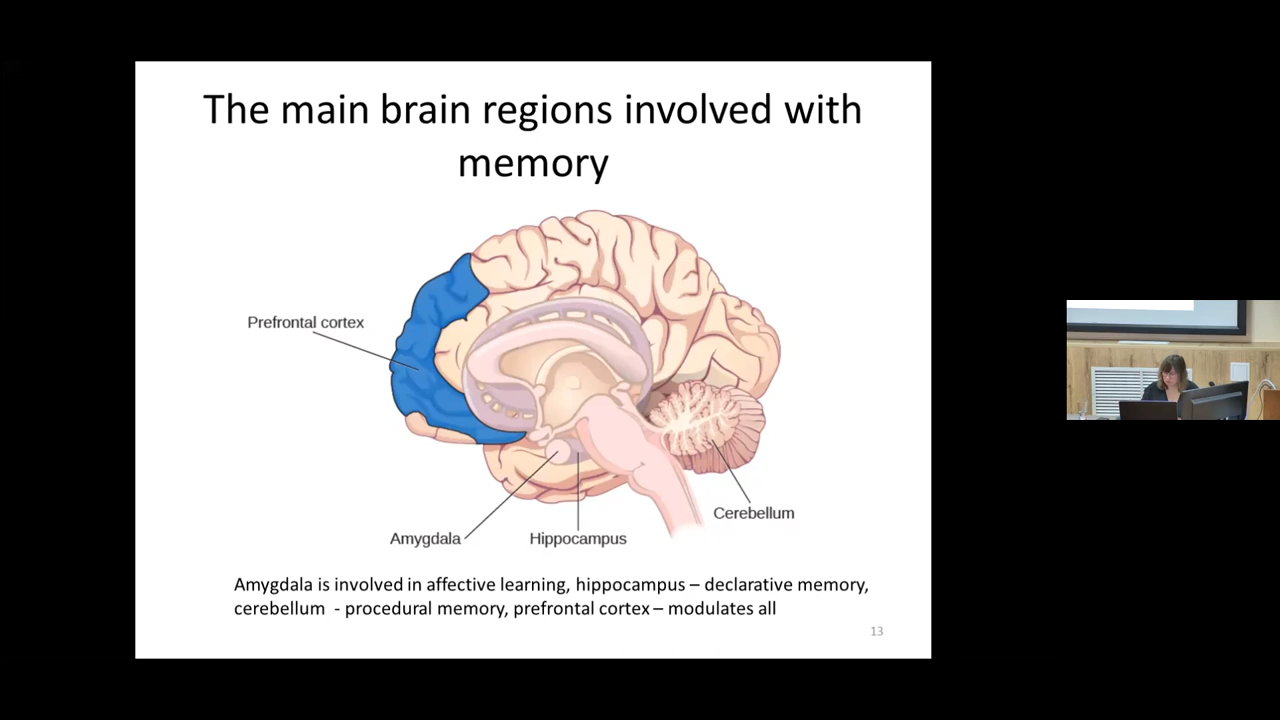 The main brain regions involved with
memory
Prefrontal cortex
Cerebellum
Amygdala
Hippocampus
Amygdala is involved in affective learning, hippocampus – declarative memory,
cerebellum  - procedural memory, prefrontal cortex – modulates all
13